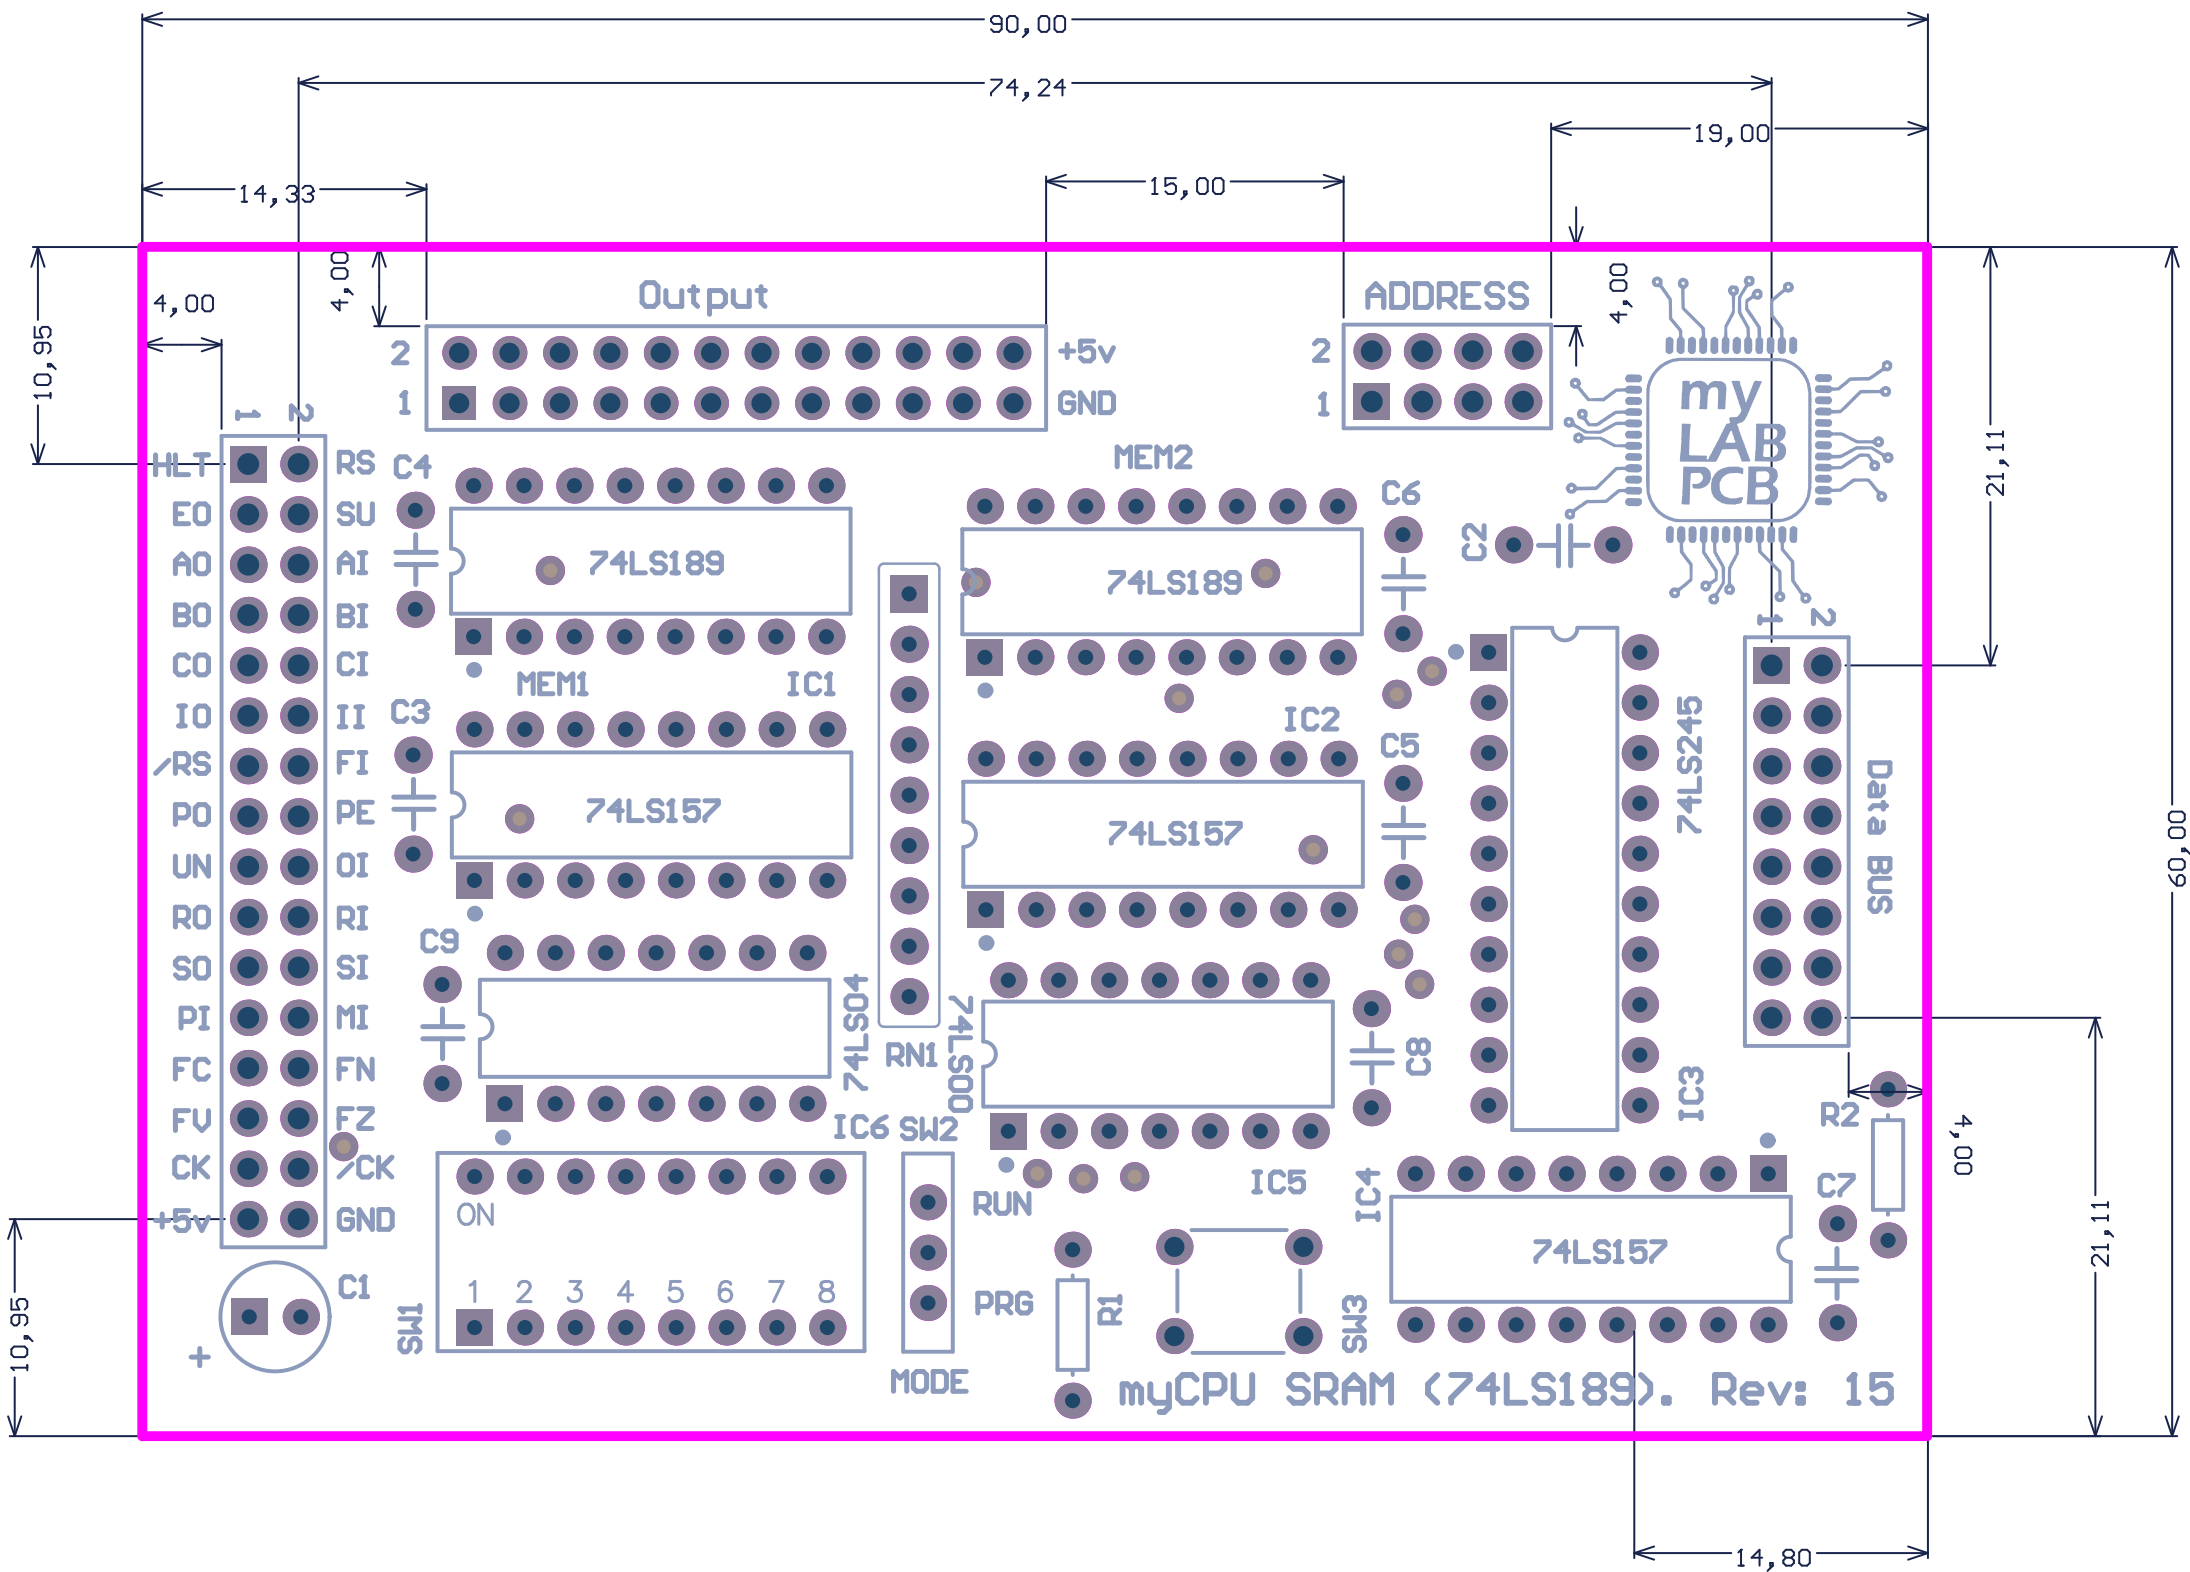 90,00
74,24
19,00
14,33
15,00
4,00
4,00
4,00
10,95
Output
ADDRESS
2
+5v
1
GND
2
1
my
LAB
PCB
21,11
1
2
HLT
RS
EO
SU
AO
AI
BO
BI
CO
CI
IO
II
/RS
FI
PO
PE
UN
OI
RO
RI
SO
SI
PI
MI
FC
FN
FV
FZ
CK
/CK
+5v
GND
C4
74LS189
MEM1
IC1
MEM2
74LS189
IC2
C6
C2
C3
74LS157
74LS157
C5
74LS245
IC3
1
2
Data BUS
60,00
C9
74LS04
IC6
RN1
74LS00
IC5
C8
R2
4,00
C7
IC4
74LS157
21,11
10,95
C1
+
ON
1 2 3 4 5 6 7 8
SW1
SW2
RUN
PRG
MODE
R1
SW3
myCPU SRAM (74LS189). Rev: 15
14,80